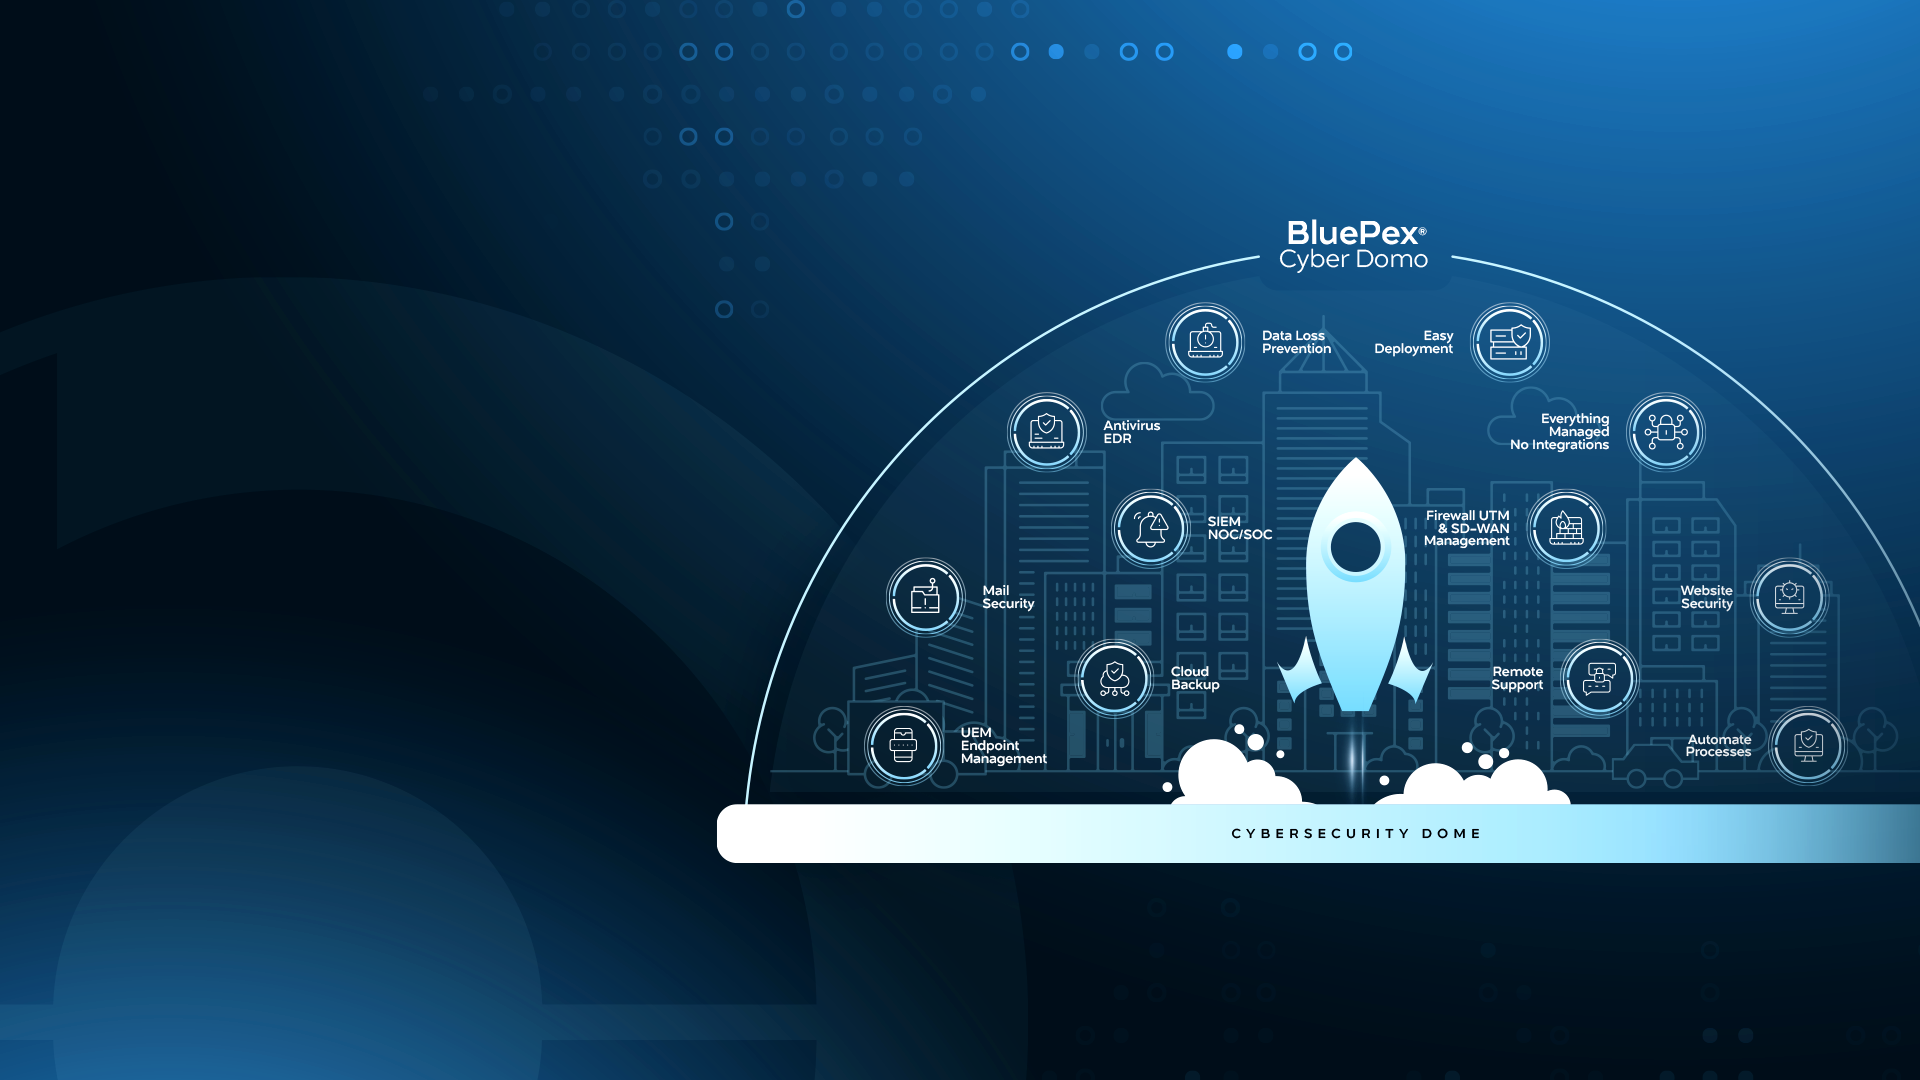 BluePex®
Cyber Domo
Data Loss
Prevention
Easy
Deployment
Antivirus
EDR
Everything
Managed
No Integrations
SIEM
NOC/SOC
Firewall UTM
& SD-WAN
Management
Mail
Security
Website
Security
Cloud
Backup
Remote
Support
UEM
Endpoint
Management
Automate
Processes
CYBERSECURITY DOME